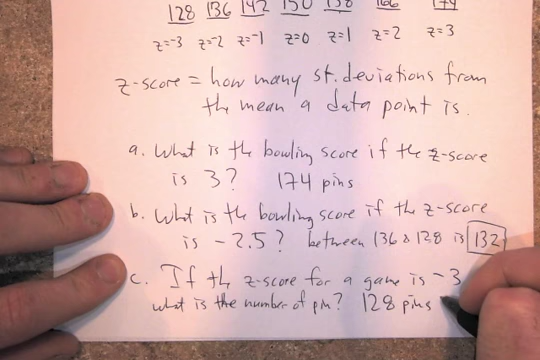 128 136 142 150 158 166 174
z=-3 z=-2 z=-1 z=0 z=1 z=2 z=3
z-score = how many st. deviations from
the mean a data point is.
a. What is the bowling score if the z-score
is 3? 174 pins
b. What is the bowling score if the z-score
is -2.5? between 136 & 128 is 132
c. If the z-score for a game is -3
what is the number of pin? 128 pins